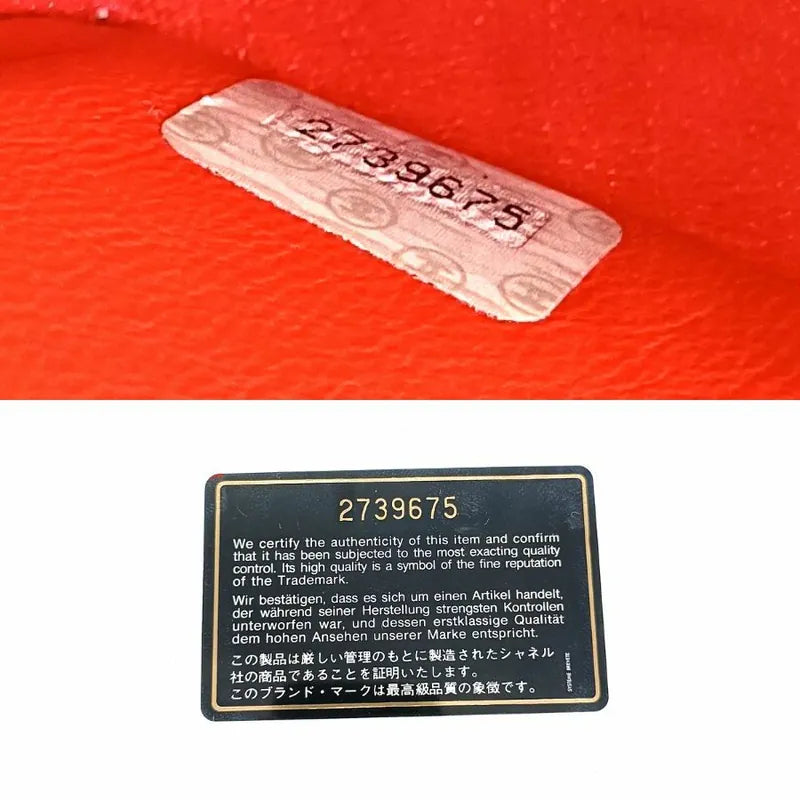 2739675
2739675
We certify the authenticity of this item and confirm
that it has been subjected to the most exacting quality
control. Its high quality is a symbol of the fine reputation
of the Trademark.
Wir bestätigen, dass es sich um einen Artikel handelt,
der während seiner Herstellung strengsten Kontrollen
unterworfen war, und dessen erstklassige Qualität
dem hohen Ansehen unserer Marke entspricht.
この製品は厳しい管理のもとに製造されたシャネル
社の商品であることを証明いたします。
このブランド・マークは最高級品質の象徴です。